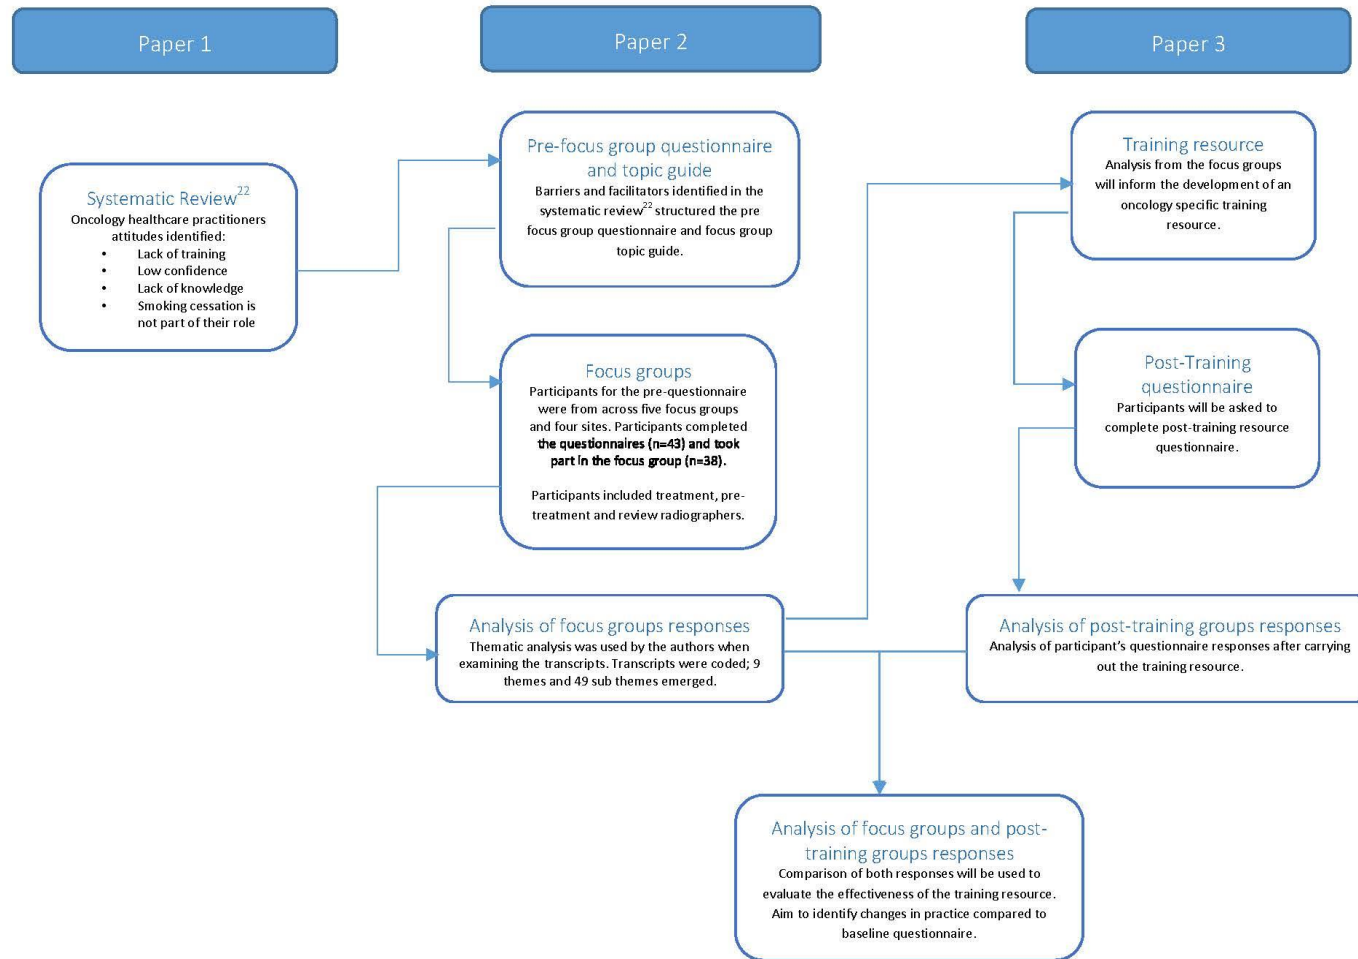 Paper 1
Paper 2
Paper 3
Systematic Review22
Oncology healthcare practitioners
attitudes identified:
• Lack of training
• Low confidence
• Lack of knowledge
• Smoking cessation is
not part of their role
Pre-focus group questionnaire
and topic guide
Barriers and facilitators identified in the
systematic review22 structured the pre
focus group questionnaire and focus group
topic guide.
Focus groups
Participants for the pre-questionnaire
were from across five focus groups
and four sites. Participants completed
the questionnaires (n=43) and took
part in the focus group (n=38).
Participants included treatment, pre-
treatment and review radiographers.
Analysis of focus groups responses
Thematic analysis was used by the authors when
examining the transcripts. Transcripts were coded; 9
themes and 49 sub themes emerged.
Training resource
Analysis from the focus groups
will inform the development of an
oncology specific training
resource.
Post-Training
questionnaire
Participants will be asked to
complete post-training resource
questionnaire.
Analysis of post-training groups responses
Analysis of participant's questionnaire responses after carrying
out the training resource.
Analysis of focus groups and post-
training groups responses
Comparison of both responses will be used to
evaluate the effectiveness of the training resource.
Aim to identify changes in practice compared to
baseline questionnaire.